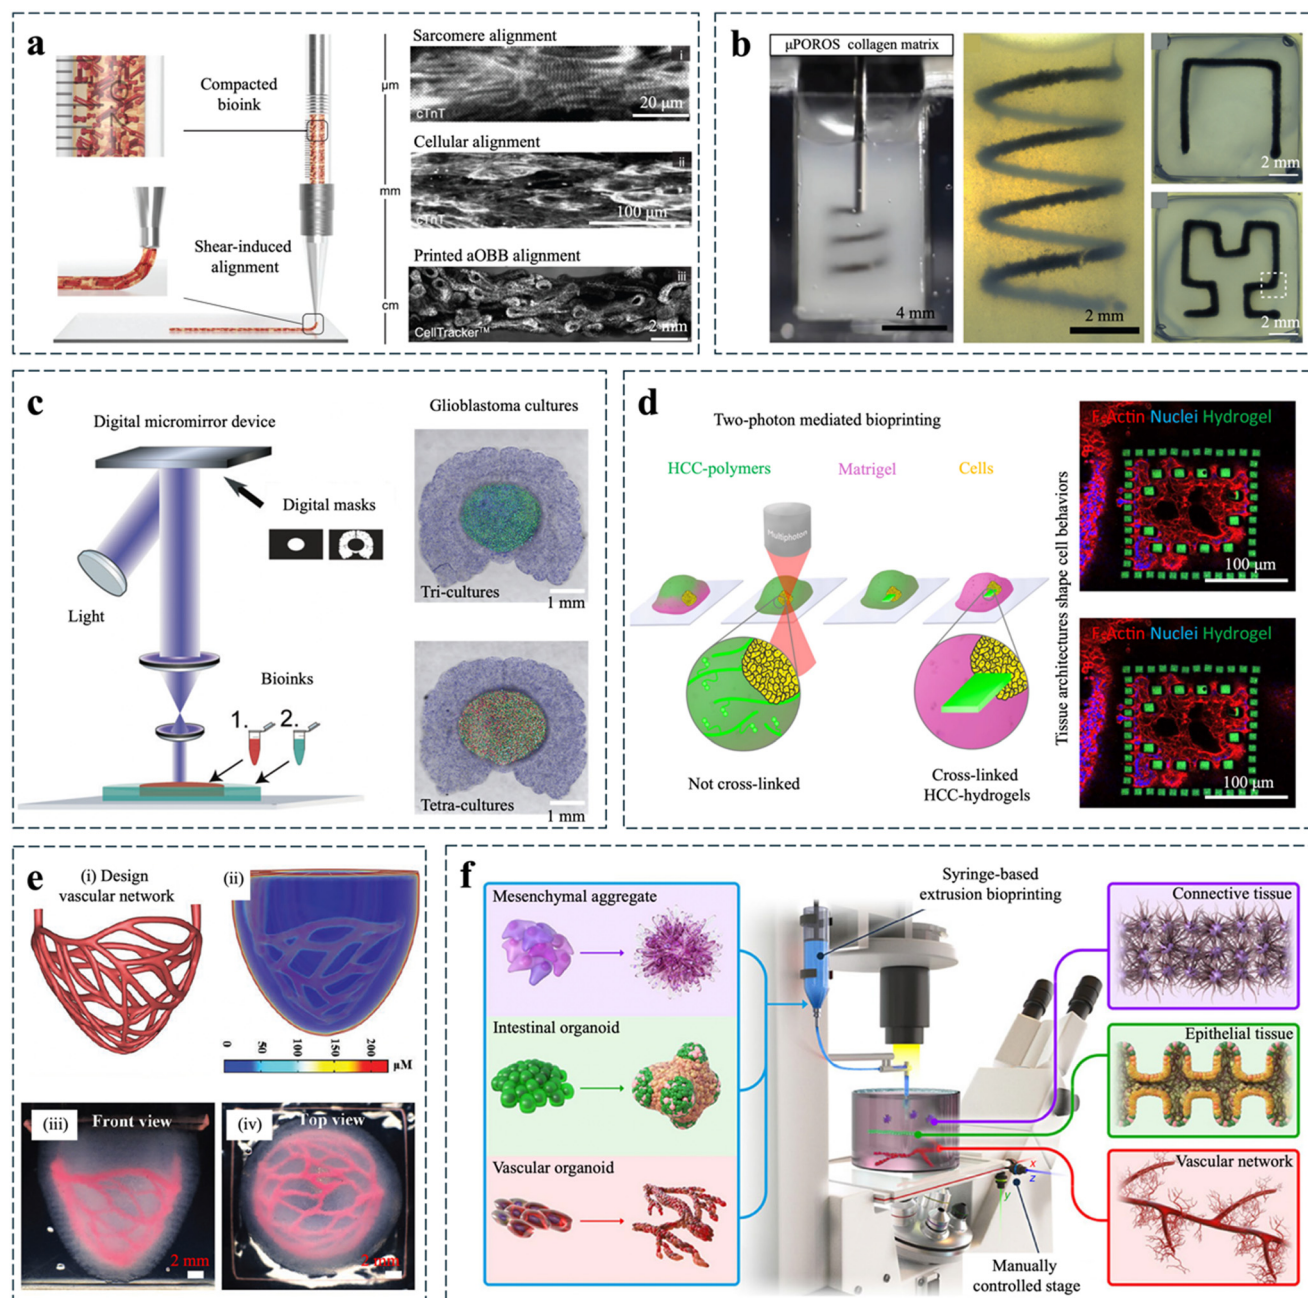 a
Compacted
bioink
Shear-induced
alignment
μm
mm
cm
Sarcomere alignment
i
cTnT
20 μm
Cellular alignment
ii
cTnT
100 μm
Printed aOBB alignment
iii
CellTracker™
2 mm
b
μPOROS collagen matrix
4 mm
2 mm
2 mm
2 mm
c
Digital micromirror device
Digital masks
Light
Bioinks
1.
2.
Glioblastoma cultures
Tri-cultures
1 mm
Tetra-cultures
1 mm
d
Two-photon mediated bioprinting
HCC-polymers
Matrigel
Cells
Multiphoton
Not cross-linked
Cross-linked
HCC-hydrogels
Tissue architectures shape cell behaviors
F-Actin Nuclei Hydrogel
100 μm
F-Actin Nuclei Hydrogel
100 μm
e
(i) Design
vascular network
(ii)
0 50 100 150 200
μM
(iii)
Front view
2 mm
(iv)
Top view
2 mm
f
Mesenchymal aggregate
Intestinal organoid
Vascular organoid
Syringe-based
extrusion bioprinting
x
z
y
Manually
controlled stage
Connective tissue
Epithelial tissue
Vascular network